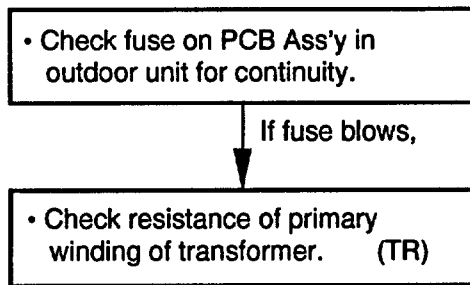 • Check fuse on PCB Ass'y in
outdoor unit for continuity.
If fuse blows,
• Check resistance of primary
winding of transformer. (TR)